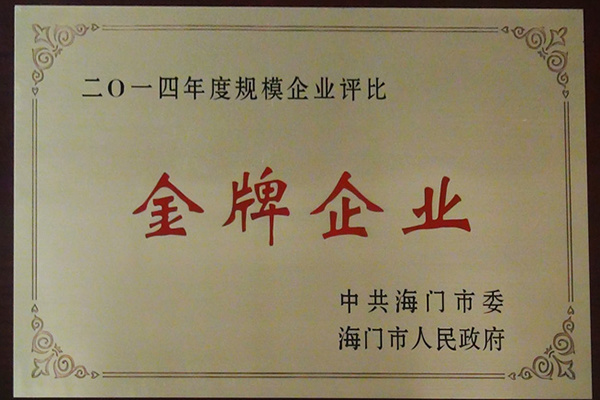 二〇一四年度规模企业评比
金牌企业
中共海门市委
海门市人民政府